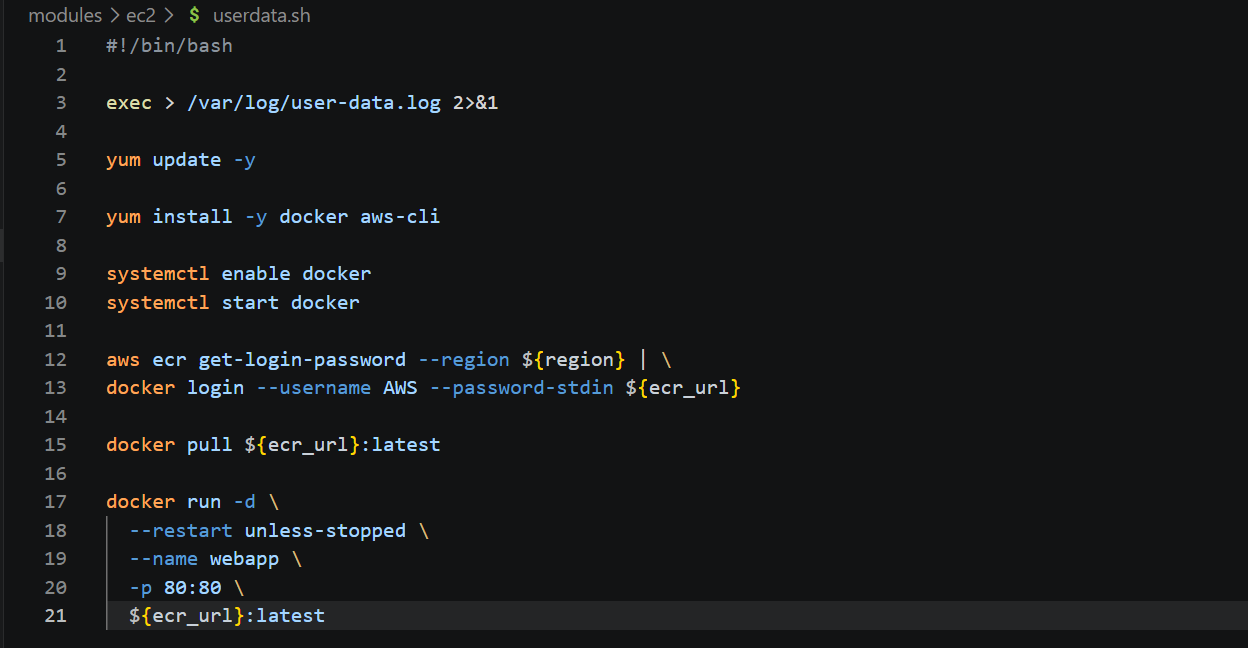 modules > ec2 > $ userdata.sh
1 #!/bin/bash
2
3 exec > /var/log/user-data.log 2>&1
4
5 yum update -y
6
7 yum install -y docker aws-cli
8
9 systemctl enable docker
10 systemctl start docker
11
12 aws ecr get-login-password --region ${region} | \
13 docker login --username AWS --password-stdin ${ecr_url}
14
15 docker pull ${ecr_url}:latest
16
17 docker run -d \
18   --restart unless-stopped \
19   --name webapp \
20   -p 80:80 \
21   ${ecr_url}:latest